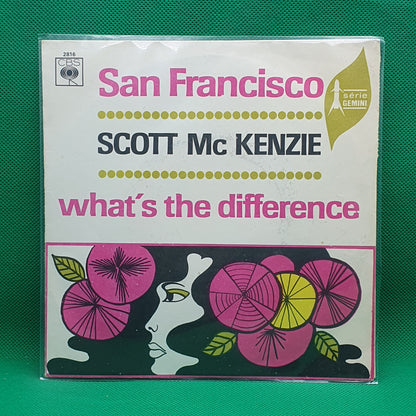 2816
CBS
San Francisco
série
GEMINI
SCOTT Mc KENZIE
what's the difference